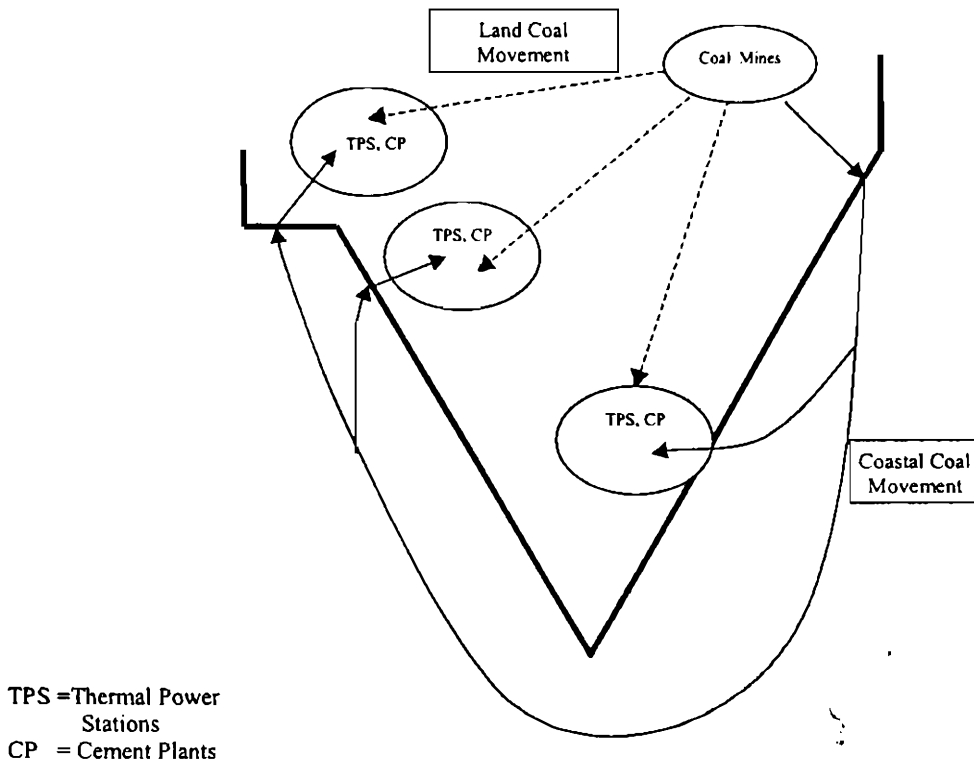 Land Coal
Movement
Coal Mines
TPS, CP
TPS, CP
TPS, CP
Coastal Coal
Movement
TPS =Thermal Power
Stations
CP = Cement Plants